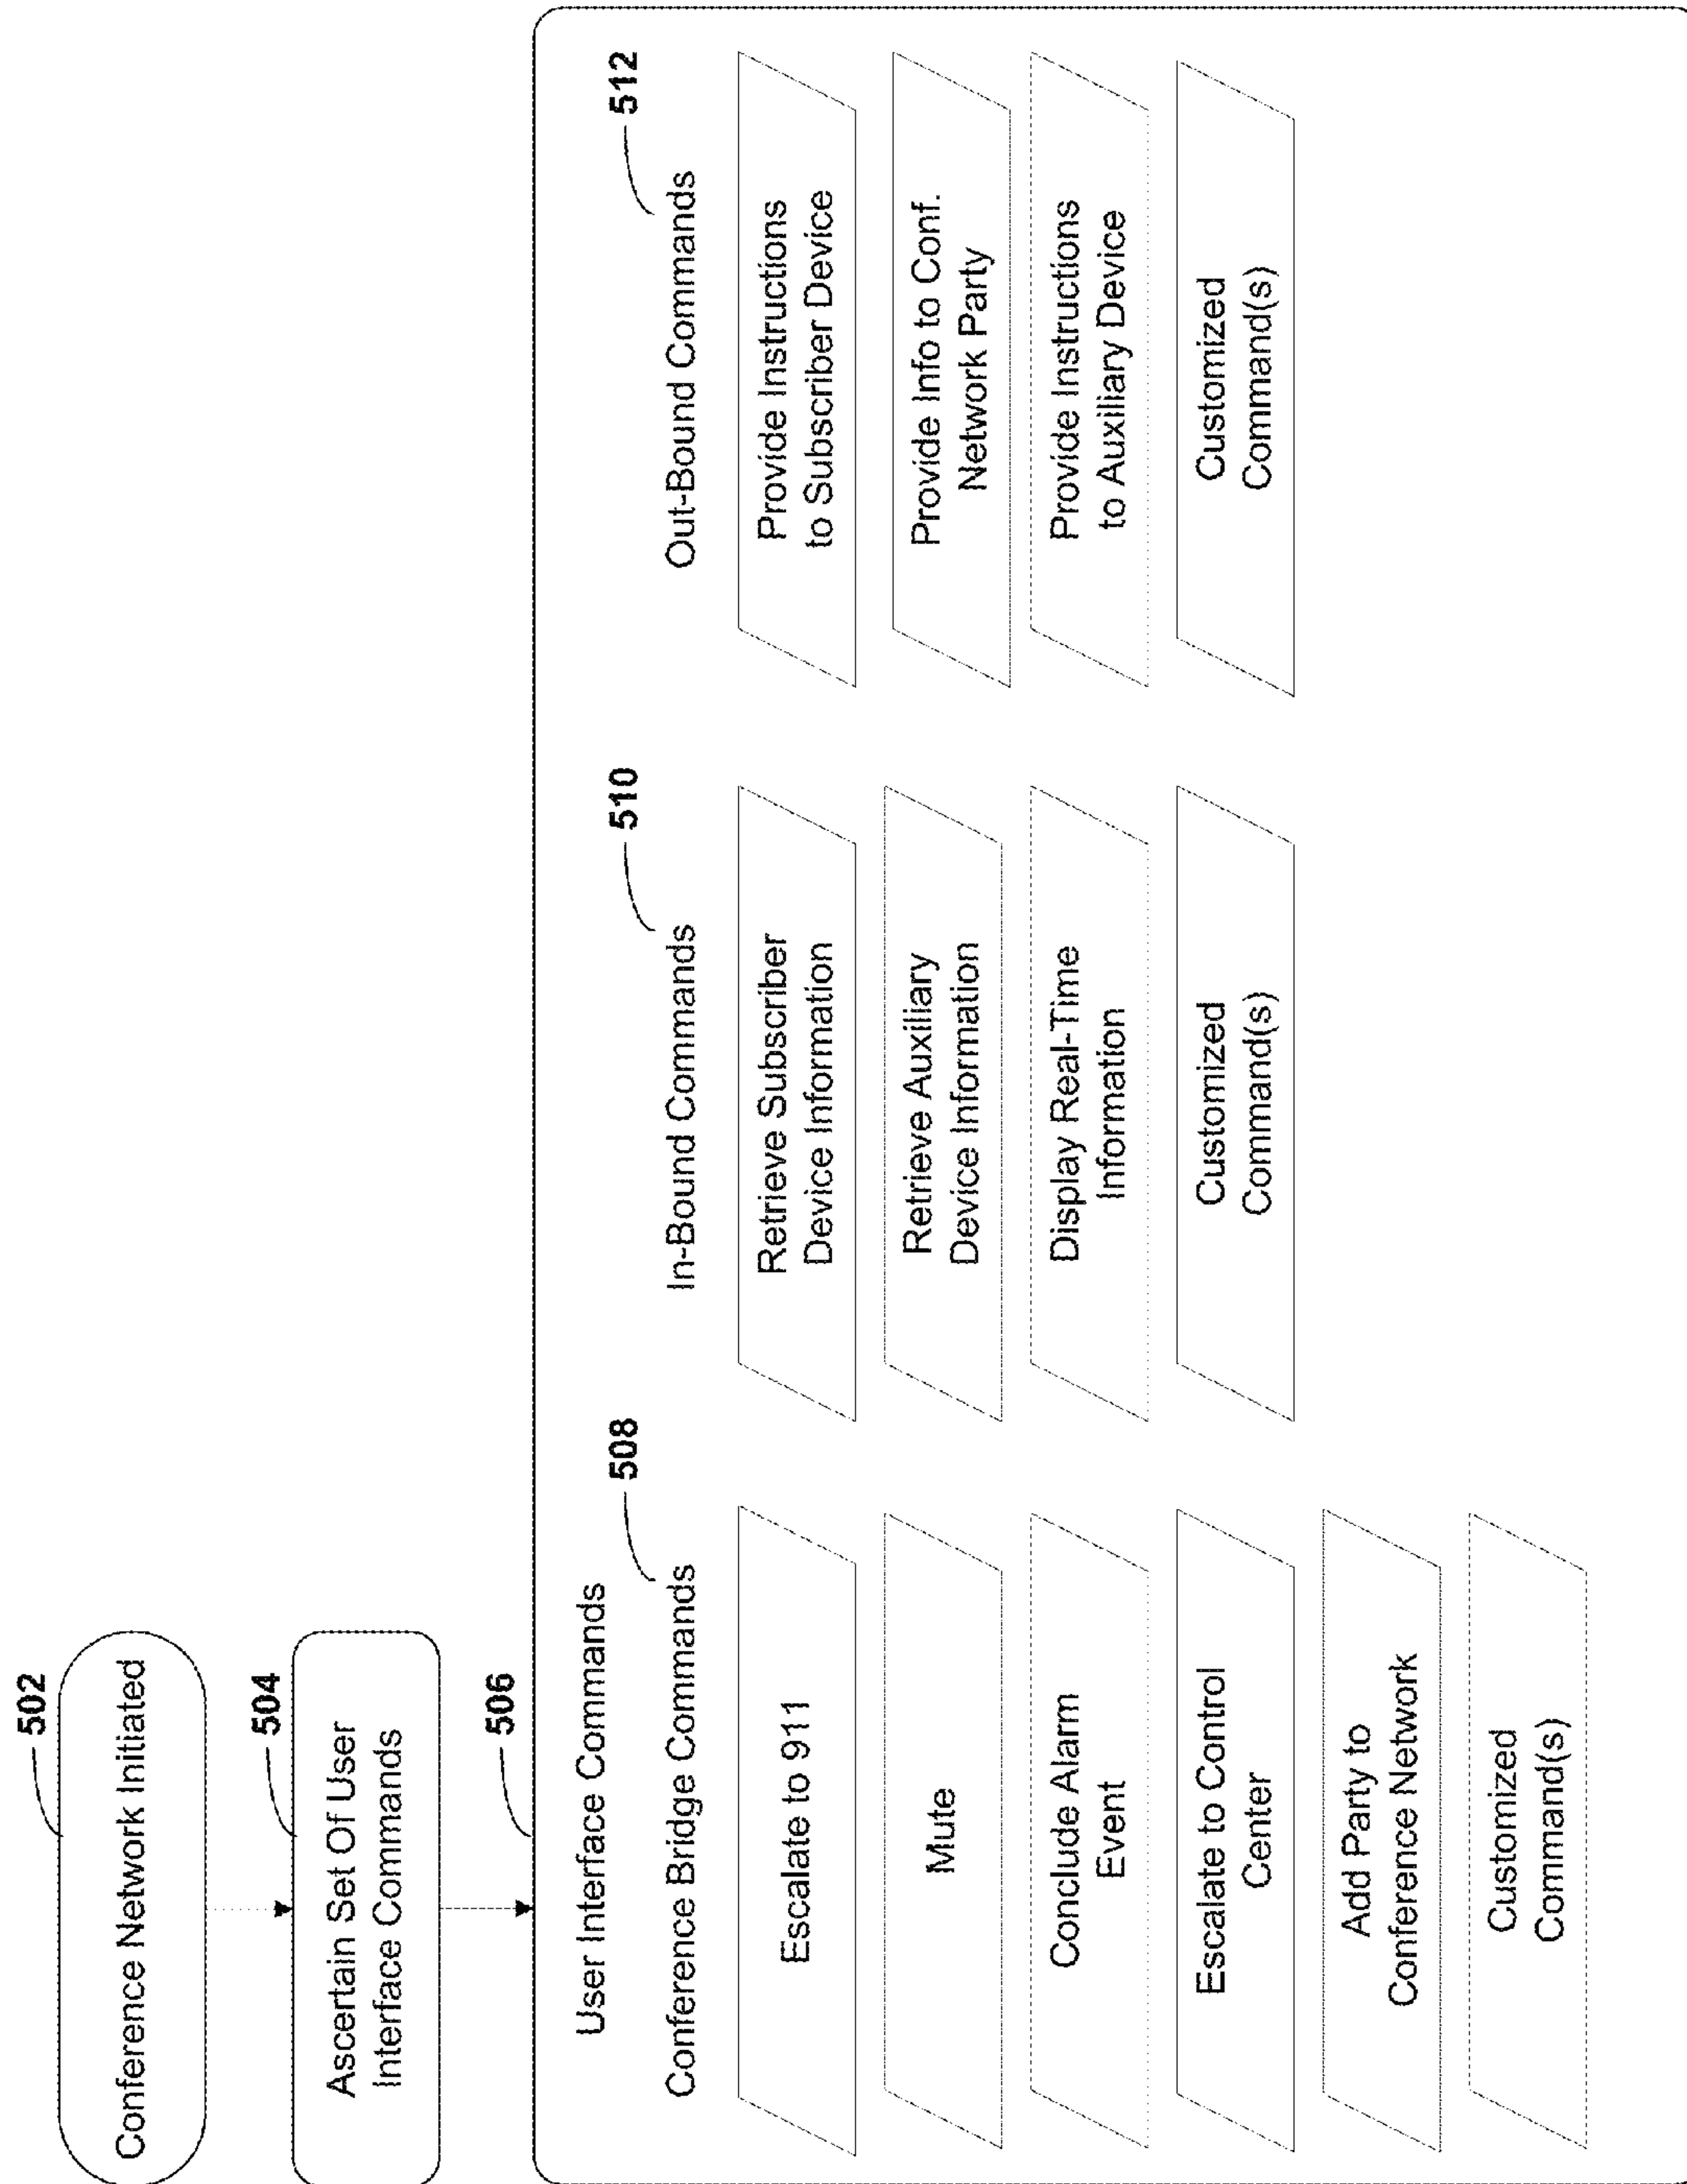 502
Conference Network Initiated
504
Ascertain Set Of User
Interface Commands
506
User Interface Commands
508
Conference Bridge Commands
Escalate to 911
Mute
Conclude Alarm
Event
Escalate to Control
Center
Add Party to
Conference Network
Customized
Command(s)
510
In-Bound Commands
Retrieve Subscriber
Device Information
Retrieve Auxiliary
Device Information
Display Real-Time
Information
Customized
Command(s)
512
Out-Bound Commands
Provide Instructions
to Subscriber Device
Provide Info to Conf.
Network Party
Provide Instructions
to Auxiliary Device
Customized
Command(s)